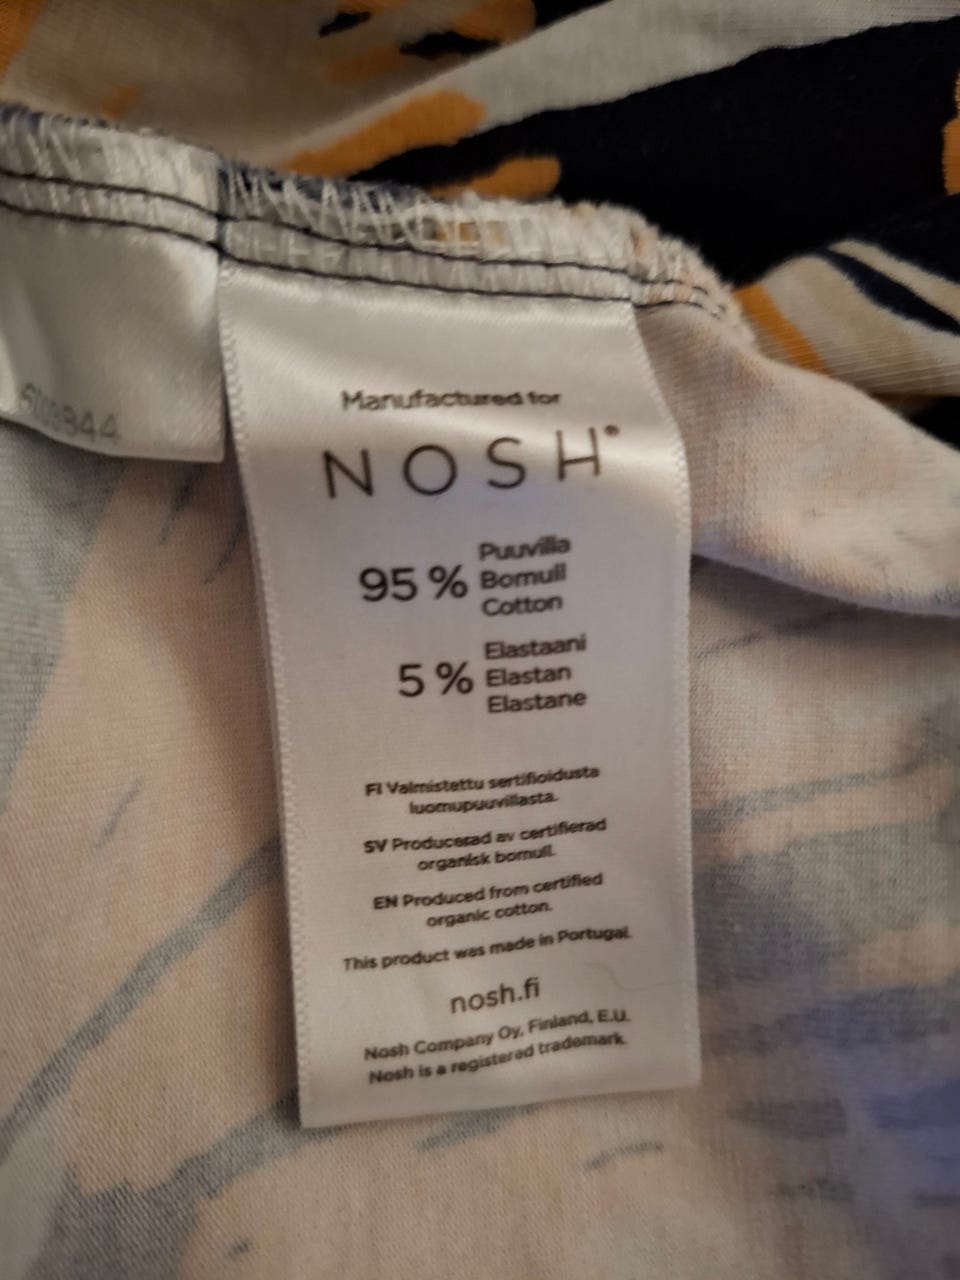 Manufactured for
NOSH®
95 % Puuvilla
Bomull
Cotton
5 % Elastaani
Elastan
Elastane
FI Valmistettu sertifioidusta
luomupuuvillasta.
SV Producerad av certifierad
organisk bomull.
EN Produced from certified
organic cotton.
This product was made in Portugal.
nosh.fi
Nosh Company Oy, Finland, E.U.
Nosh is a registered trademark.